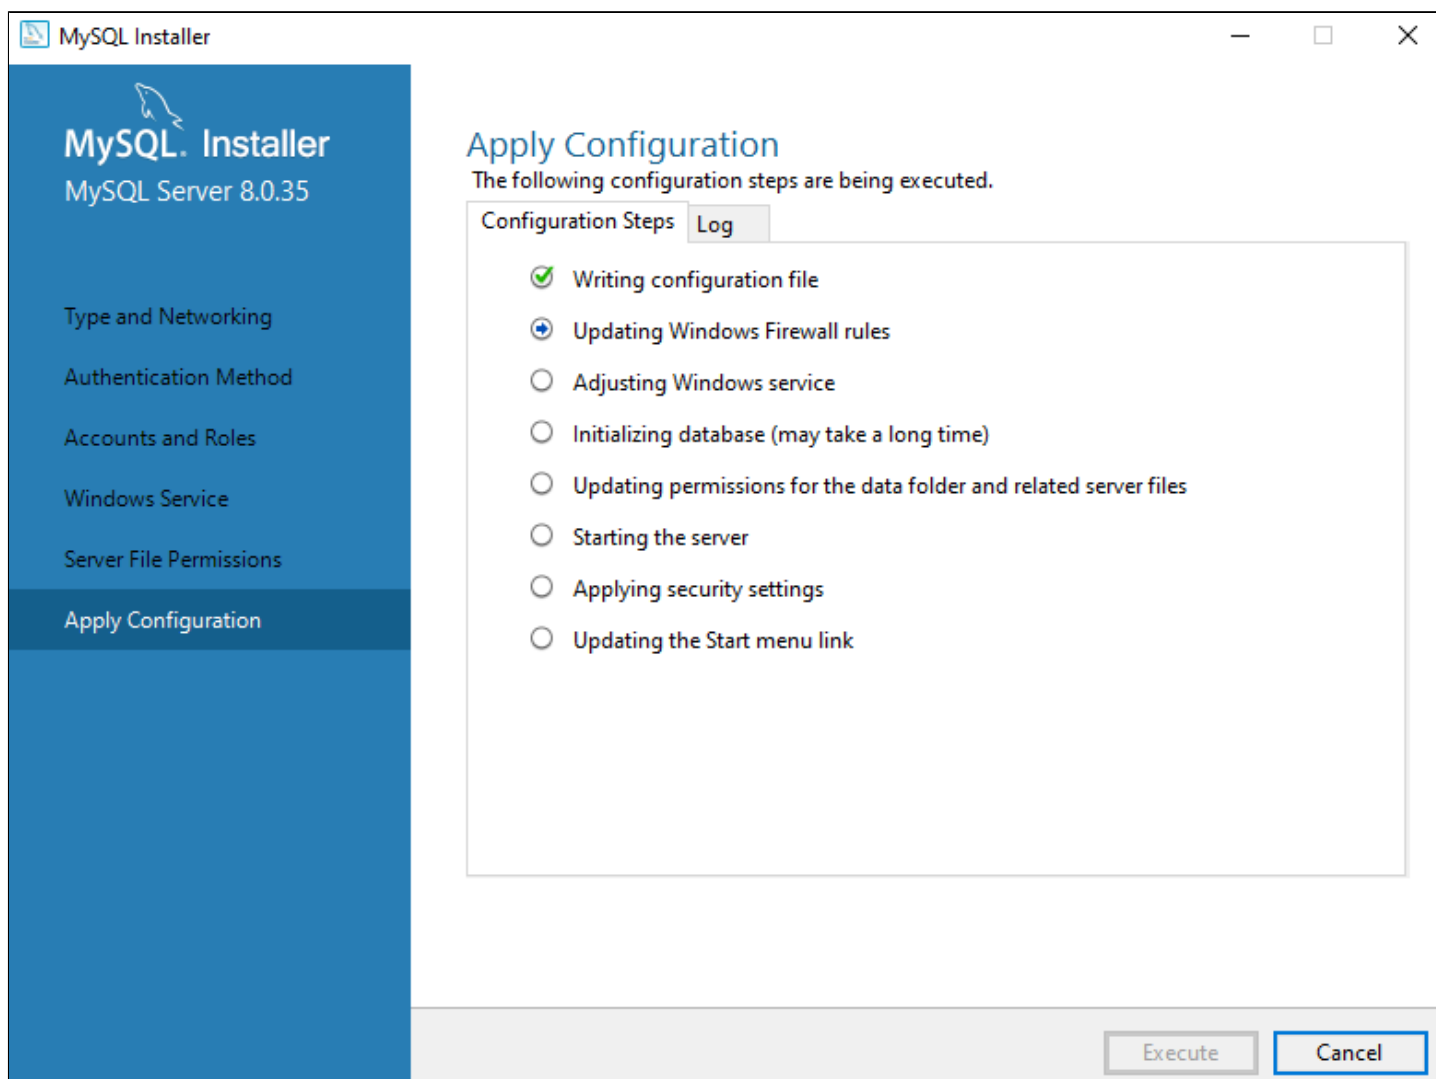 MySQL Installer
MySQL. Installer
MySQL Server 8.0.35
Type and Networking
Authentication Method
Accounts and Roles
Windows Service
Server File Permissions
Apply Configuration
Apply Configuration
The following configuration steps are being executed.
Configuration Steps
Log
Writing configuration file
Updating Windows Firewall rules
Adjusting Windows service
Initializing database (may take a long time)
Updating permissions for the data folder and related server files
Starting the server
Applying security settings
Updating the Start menu link
Execute
Cancel